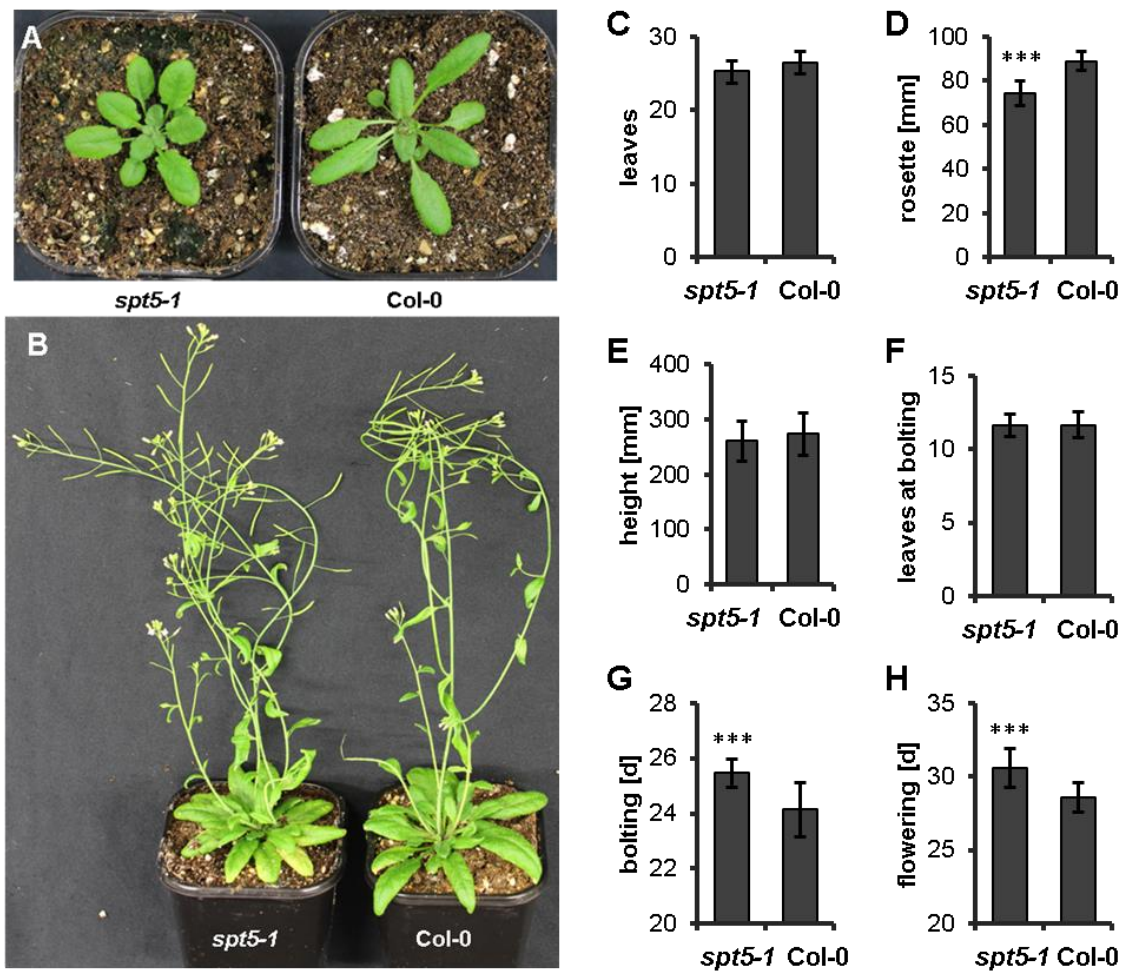 A
spt5-1 Col-0
B
spt5-1 Col-0
C
30
20
10
0
leaves
spt5-1 Col-0
D
100
80
60
40
20
0
rosette [mm]
***
spt5-1 Col-0
E
400
300
200
100
0
height [mm]
spt5-1 Col-0
F
15
10
5
0
leaves at bolting
spt5-1 Col-0
G
28
26
24
22
20
bolting [d]
***
spt5-1 Col-0
H
35
30
25
20
flowering [d]
***
spt5-1 Col-0